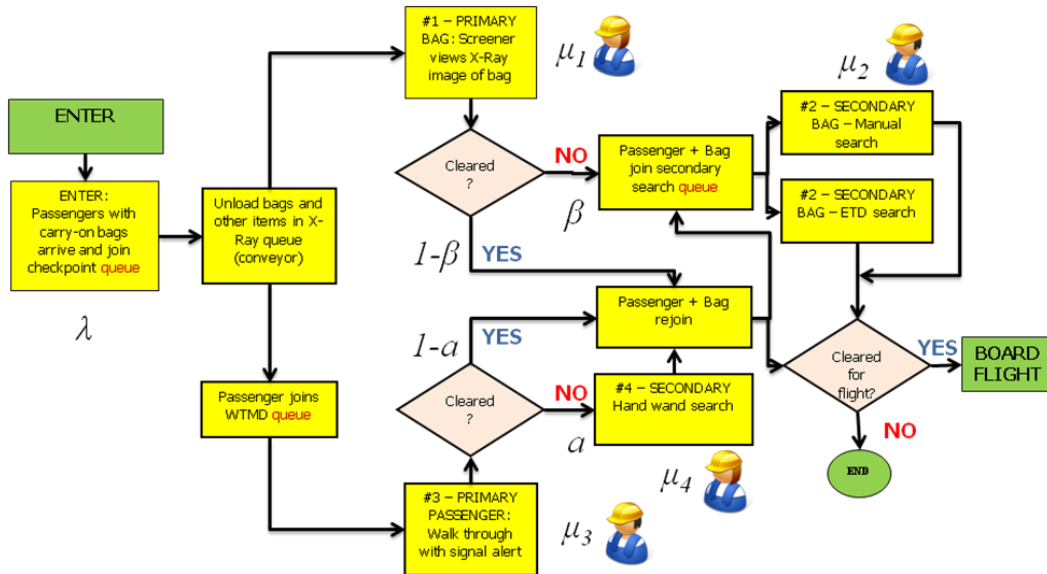 ENTER
ENTER:
Passengers with
carry-on bags
arrive and join
checkpoint queue
λ
Unload bags and
other items in X-
Ray queue
(conveyor)
Passenger joins
WTMD queue
#1 – PRIMARY
BAG: Screener
views X-Ray
image of bag
μ1
Cleared
?
NO
β
1-β
YES
Passenger + Bag
join secondary
search queue
μ2
#2 – SECONDARY
BAG – Manual
search
#2 – SECONDARY
BAG – ETD search
Passenger + Bag
rejoin
1-a
YES
Cleared
?
NO
a
#4 – SECONDARY
Hand wand search
μ4
#3 – PRIMARY
PASSENGER:
Walk through
with signal alert
μ3
Cleared
for
flight?
YES
BOARD
FLIGHT
NO
END